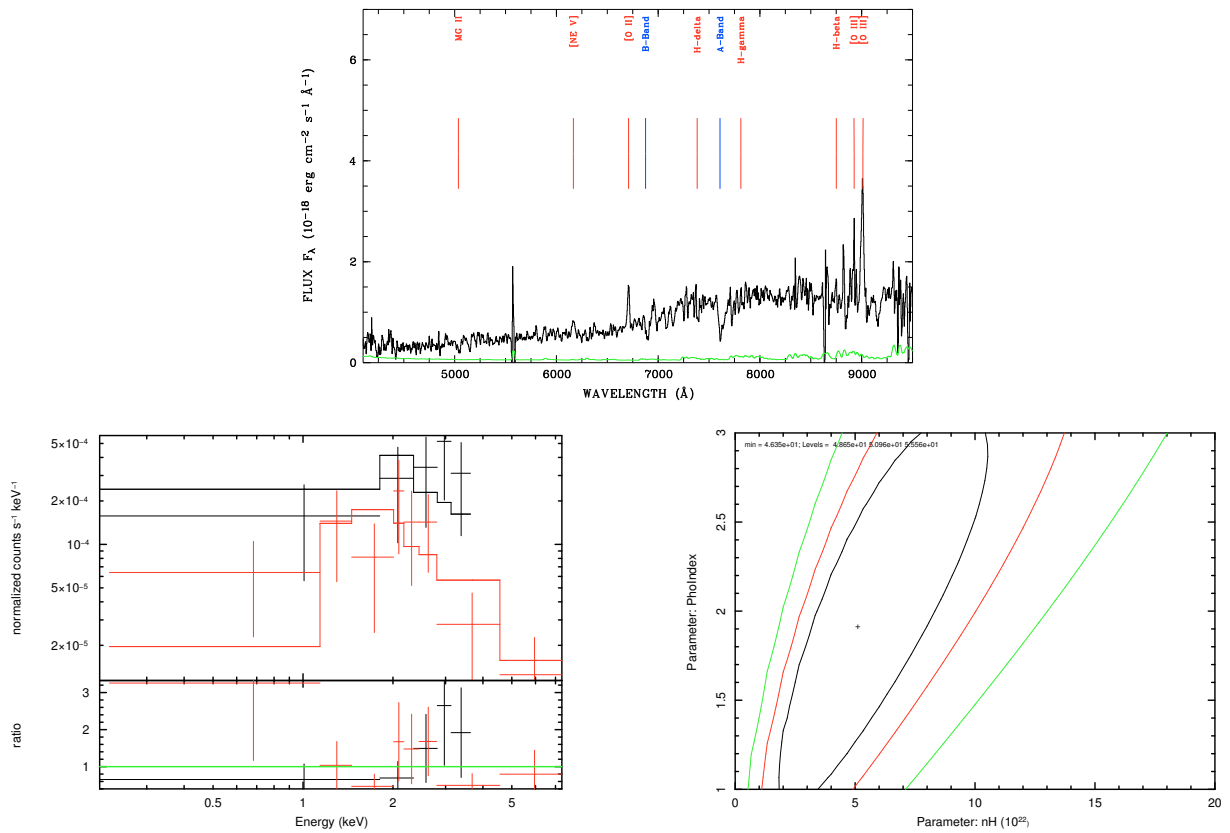 MG II
[NE V]
[O II]
B-Band
H-delta
A-Band
H-gamma
H-beta
[O III]
[O III]
6
4
2
0
FLUX Fλ (10⁻¹⁸ erg cm⁻² s⁻¹ Å⁻¹)
5000 6000 7000 8000 9000
WAVELENGTH (Å)
5×10⁻⁴
2×10⁻⁴
10⁻⁴
5×10⁻⁵
2×10⁻⁵
normalized counts s⁻¹ keV⁻¹
3
2
1
ratio
0.5 1 2 5
Energy (keV)
min = 4.635e+01; Levels = 4.865e+01 5.096e+01 5.556e+01
3
2.5
2
1.5
1
Parameter: PhoIndex
0 5 10 15 20
Parameter: nH (10²²)